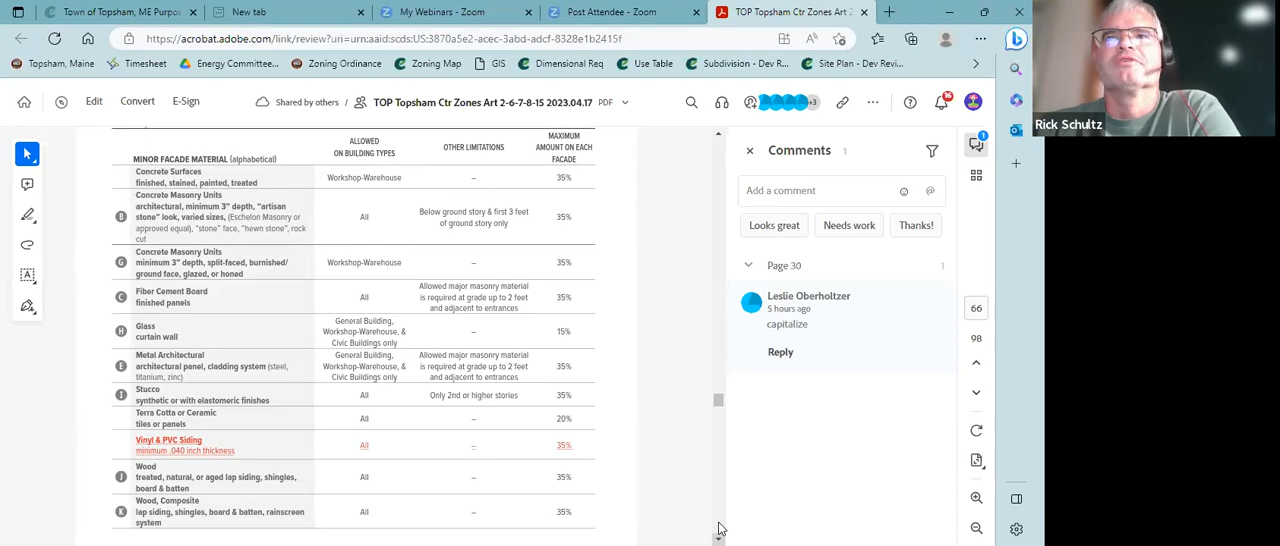 Town of Topsham, ME Purpo
New tab
My Webinars - Zoom
Post Attendee - Zoom
TOP Topsham Ctr Zones Art 2
https://acrobat.adobe.com/link/review?uri=urn:aaid:scds:US:3870a5e2-acec-3abd-adcf-8328e1b2415f
Topsham, Maine
Timesheet
Energy Committee...
Zoning Ordinance
Zoning Map
GIS
Dimensional Req
Use Table
Subdivision - Dev R...
Site Plan - Dev Revi...
Edit
Convert
E-Sign
Shared by others
TOP Topsham Ctr Zones Art 2-6-7-8-15 2023.04.17
PDF
+3
16
Rick Schultz
MINOR FACADE MATERIAL (alphabetical)
ALLOWED
ON BUILDING TYPES
OTHER LIMITATIONS
MAXIMUM
AMOUNT ON EACH
FACADE
Concrete Surfaces
finished, stained, painted, treated
Workshop-Warehouse
–
35%
B
Concrete Masonry Units
architectural, minimum 3" depth, "artisan
stone" look, varied sizes, (Eschelon Masonry or
approved equal), "stone" face, "hewn stone", rock
cut
All
Below ground story & first 3 feet
of ground story only
35%
G
Concrete Masonry Units
minimum 3" depth, split-faced, burnished/
ground face, glazed, or honed
Workshop-Warehouse
–
35%
C
Fiber Cement Board
finished panels
All
Allowed major masonry material
is required at grade up to 2 feet
and adjacent to entrances
35%
H
Glass
curtain wall
General Building,
Workshop-Warehouse, &
Civic Buildings only
–
15%
E
Metal Architectural
architectural panel, cladding system (steel,
titanium, zinc)
General Building,
Workshop-Warehouse, &
Civic Buildings only
Allowed major masonry material
is required at grade up to 2 feet
and adjacent to entrances
35%
I
Stucco
synthetic or with elastomeric finishes
All
Only 2nd or higher stories
35%
Terra Cotta or Ceramic
tiles or panels
All
–
20%
Vinyl & PVC Siding
minimum .040 inch thickness
All
–
35%
J
Wood
treated, natural, or aged lap siding, shingles,
board & batten
All
–
35%
K
Wood, Composite
lap siding, shingles, board & batten, rainscreen
system
All
–
35%
Comments 1
Add a comment
Looks great
Needs work
Thanks!
Page 30
1
Leslie Oberholtzer
5 hours ago
capitalize
Reply
1
66
98